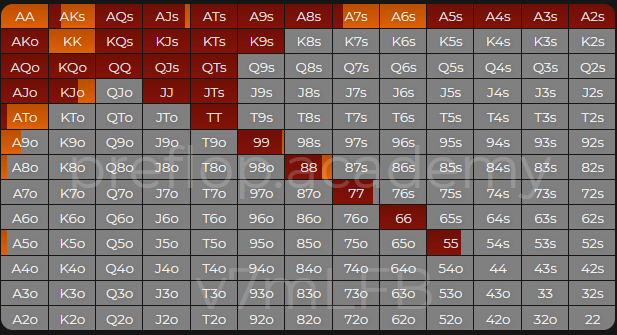 AA AKs AQs AJs ATs A9s A8s A7s A6s A5s A4s A3s A2s
AKo KK KQs KJs KTs K9s K8s K7s K6s K5s K4s K3s K2s
AQo KQo QQ QJs QTs Q9s Q8s Q7s Q6s Q5s Q4s Q3s Q2s
AJo KJo QJo JJ JTs J9s J8s J7s J6s J5s J4s J3s J2s
ATo KTo QTo JTo TT T9s T8s T7s T6s T5s T4s T3s T2s
A9o K9o Q9o J9o T9o 99 98s 97s 96s 95s 94s 93s 92s
A8o K8o Q8o J8o T8o 98o 88 87s 86s 85s 84s 83s 82s
preflop.academy
A7o K7o Q7o J7o T7o 97o 87o 77 76s 75s 74s 73s 72s
A6o K6o Q6o J6o T6o 96o 86o 76o 66 65s 64s 63s 62s
A5o K5o Q5o J5o T5o 95o 85o 75o 65o 55 54s 53s 52s
A4o K4o Q4o J4o T4o 94o 84o 74o 64o 54o 44 43s 42s
v7mLFB
A3o K3o Q3o J3o T3o 93o 83o 73o 63o 53o 43o 33 32s
A2o K2o Q2o J2o T2o 92o 82o 72o 62o 52o 42o 32o 22